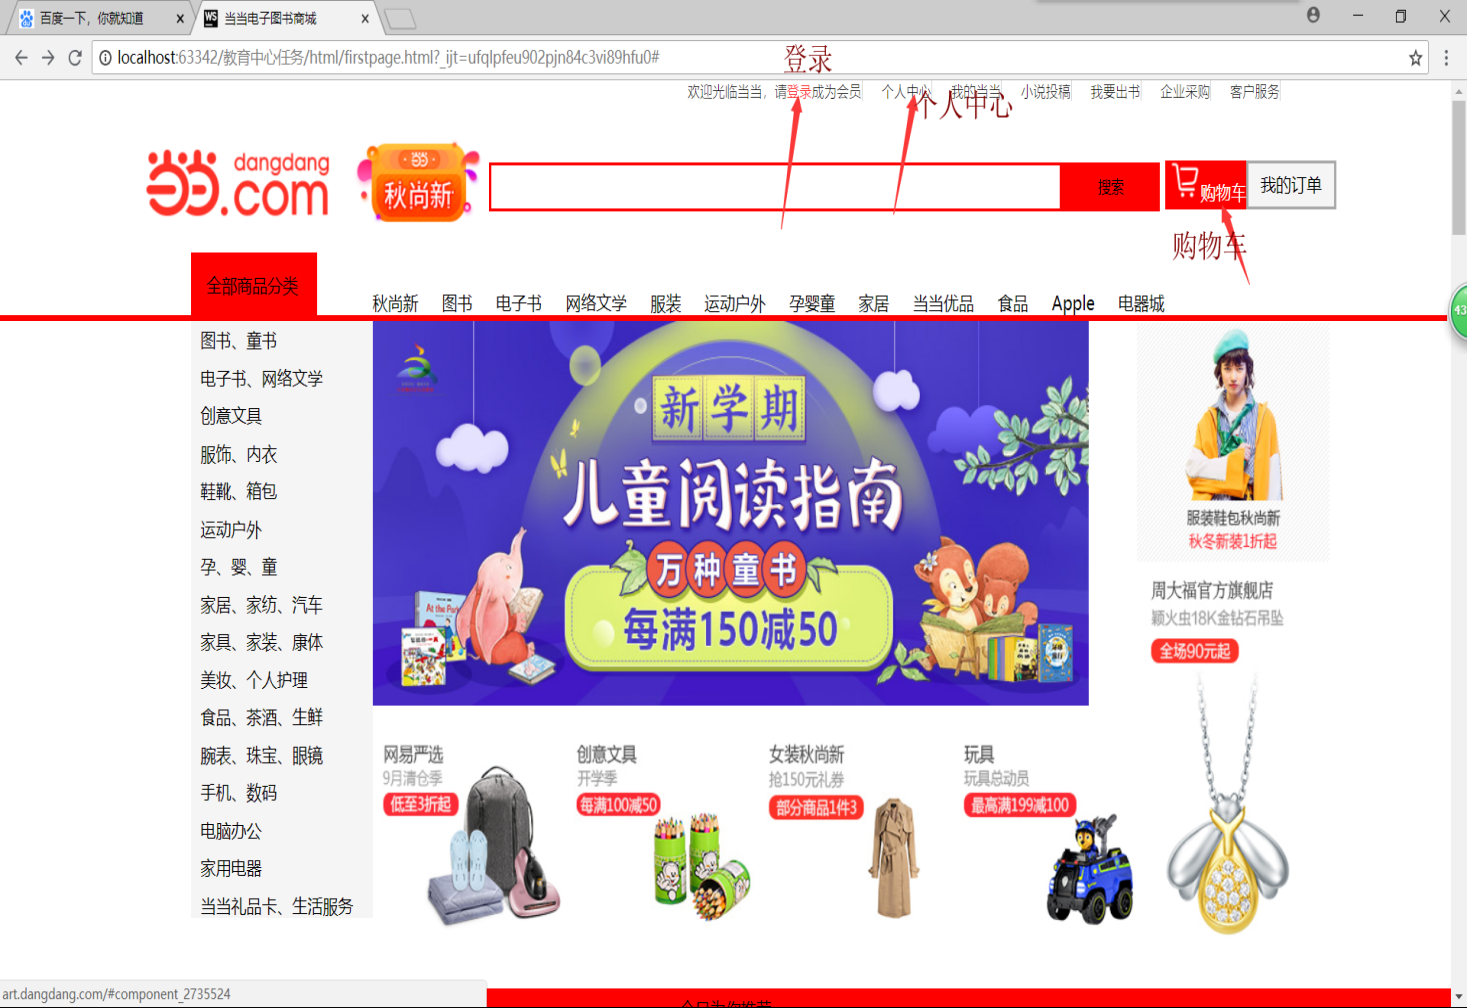 百度一下，你就知道
WS 当当电子图书商城
localhost:63342/教育中心任务/html/firstpage.html?_ijt=ufqlpfeu902pjn84c3vi89hfu0#
登录
欢迎光临当当，请登录成为会员 个人中心 我的当当 小说投稿 我要出书 企业采购 客户服务
个人中心
dangdang
当当.com
秋尚新
搜索
购物车
我的订单
购物车
全部商品分类
秋尚新 图书 电子书 网络文学 服装 运动户外 孕婴童 家居 当当优品 食品 Apple 电器城
图书、童书
电子书、网络文学
创意文具
服饰、内衣
鞋靴、箱包
运动户外
孕、婴、童
家居、家纺、汽车
家具、家装、康体
美妆、个人护理
食品、茶酒、生鲜
腕表、珠宝、眼镜
手机、数码
电脑办公
家用电器
当当礼品卡、生活服务
新学期
儿童阅读指南
万种童书
每满150减50
At the Park
服装鞋包秋尚新
秋冬新装1折起
周大福官方旗舰店
颖火虫18K金钻石吊坠
全场90元起
网易严选
9月清仓季
低至3折起
创意文具
开学季
每满100减50
女装秋尚新
抢150元礼券
部分商品1件3
玩具
玩具总动员
最高满199减100
43
art.dangdang.com/#component_2735524